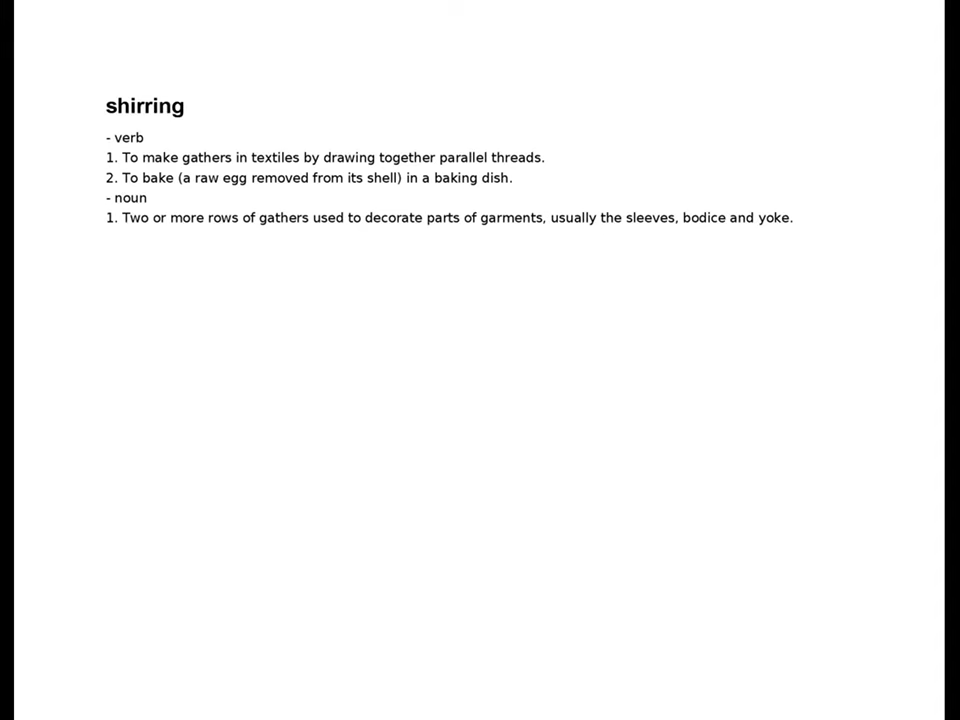 shirring
- verb
1. To make gathers in textiles by drawing together parallel threads.
2. To bake (a raw egg removed from its shell) in a baking dish.
- noun
1. Two or more rows of gathers used to decorate parts of garments, usually the sleeves, bodice and yoke.